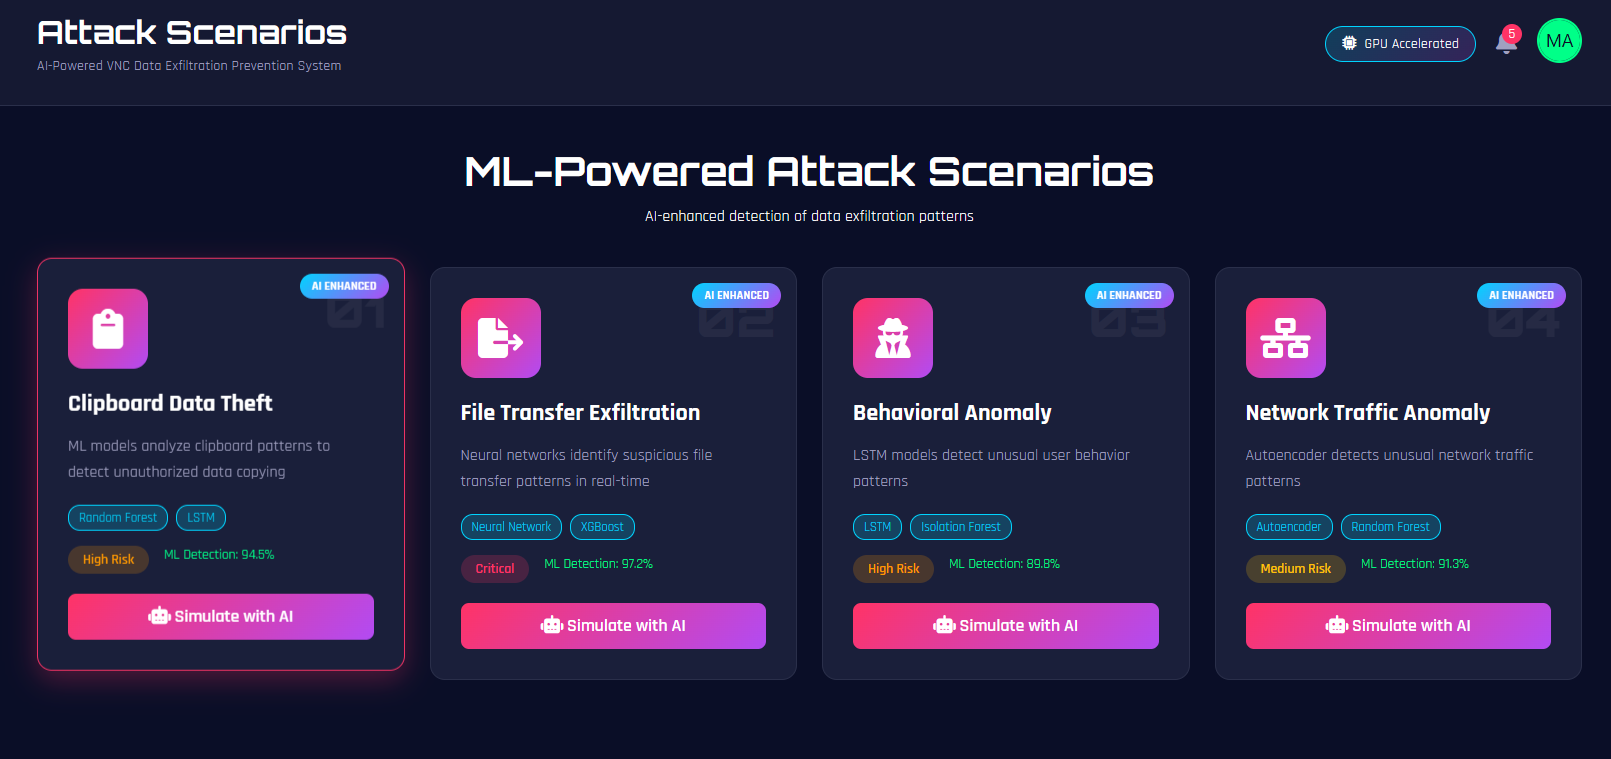 Attack Scenarios
AI-Powered VNC Data Exfiltration Prevention System
GPU Accelerated
5
MA
ML-Powered Attack Scenarios
AI-enhanced detection of data exfiltration patterns
AI ENHANCED
01
Clipboard Data Theft
ML models analyze clipboard patterns to
detect unauthorized data copying
Random Forest
LSTM
High Risk
ML Detection: 94.5%
Simulate with AI
AI ENHANCED
02
File Transfer Exfiltration
Neural networks identify suspicious file
transfer patterns in real-time
Neural Network
XGBoost
Critical
ML Detection: 97.2%
Simulate with AI
AI ENHANCED
03
Behavioral Anomaly
LSTM models detect unusual user behavior
patterns
LSTM
Isolation Forest
High Risk
ML Detection: 89.8%
Simulate with AI
AI ENHANCED
04
Network Traffic Anomaly
Autoencoder detects unusual network traffic
patterns
Autoencoder
Random Forest
Medium Risk
ML Detection: 91.3%
Simulate with AI